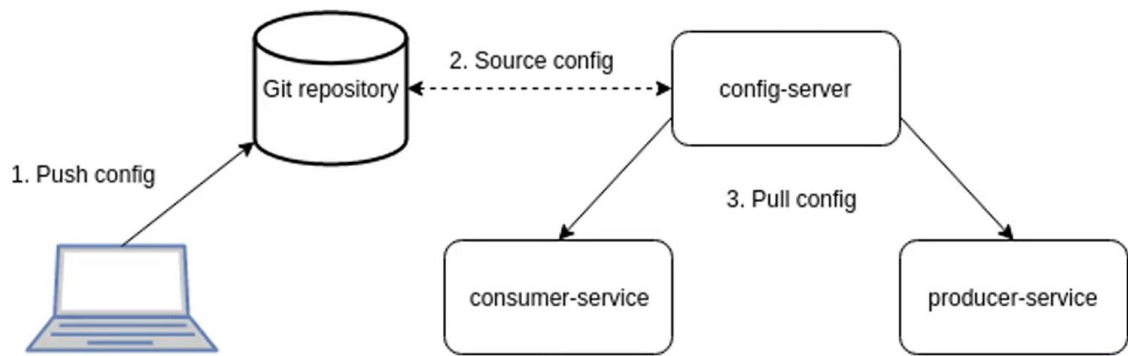 2. Source config
Git repository
config-server
1. Push config
3. Pull config
consumer-service
producer-service